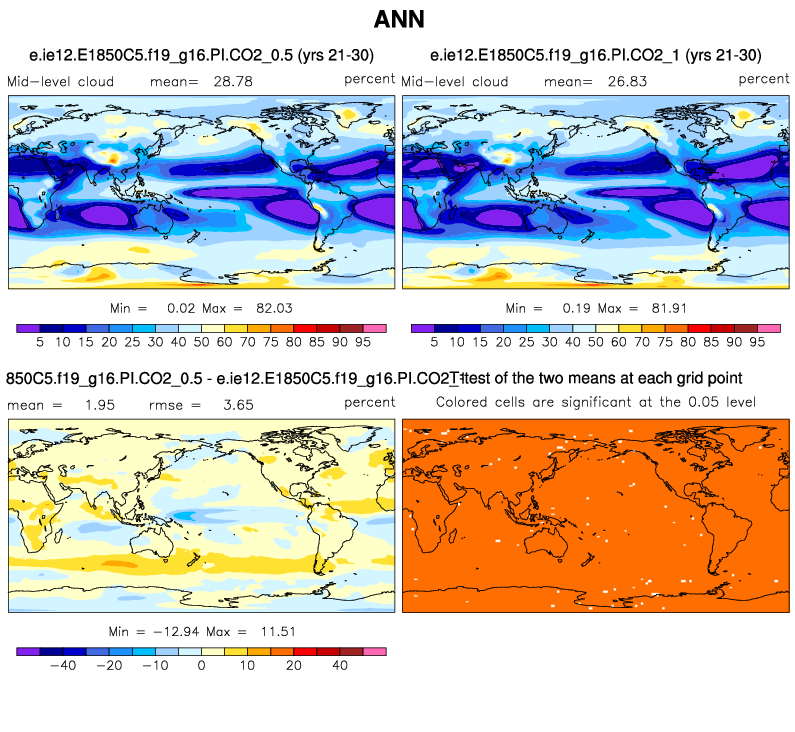 ANN
e.ie12.E1850C5.f19_g16.PI.CO2_0.5 (yrs 21-30)
Mid-level cloud mean= 28.78 percent
Min = 0.02 Max = 82.03
5 10 15 20 25 30 40 50 60 70 75 80 85 90 95
e.ie12.E1850C5.f19_g16.PI.CO2_1 (yrs 21-30)
Mid-level cloud mean= 26.83 percent
Min = 0.19 Max = 81.91
5 10 15 20 25 30 40 50 60 70 75 80 85 90 95
850C5.f19_g16.PI.CO2_0.5 - e.ie12.E1850C5.f19_g16.PI.CO2_
mean = 1.95 rmse = 3.65 percent
Min = -12.94 Max = 11.51
-40 -20 -10 0 10 20 40
T-test of the two means at each grid point
Colored cells are significant at the 0.05 level